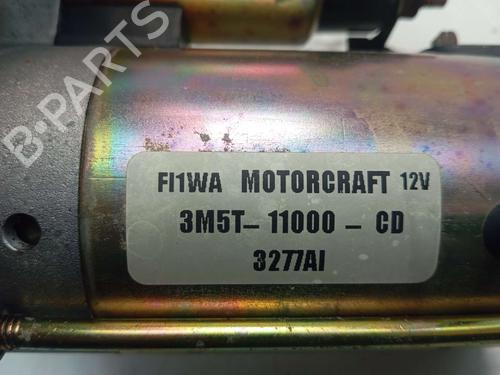 B-PARTS
FI1WA MOTORCRAFT 12V
3M5T-11000-CD
3277AI